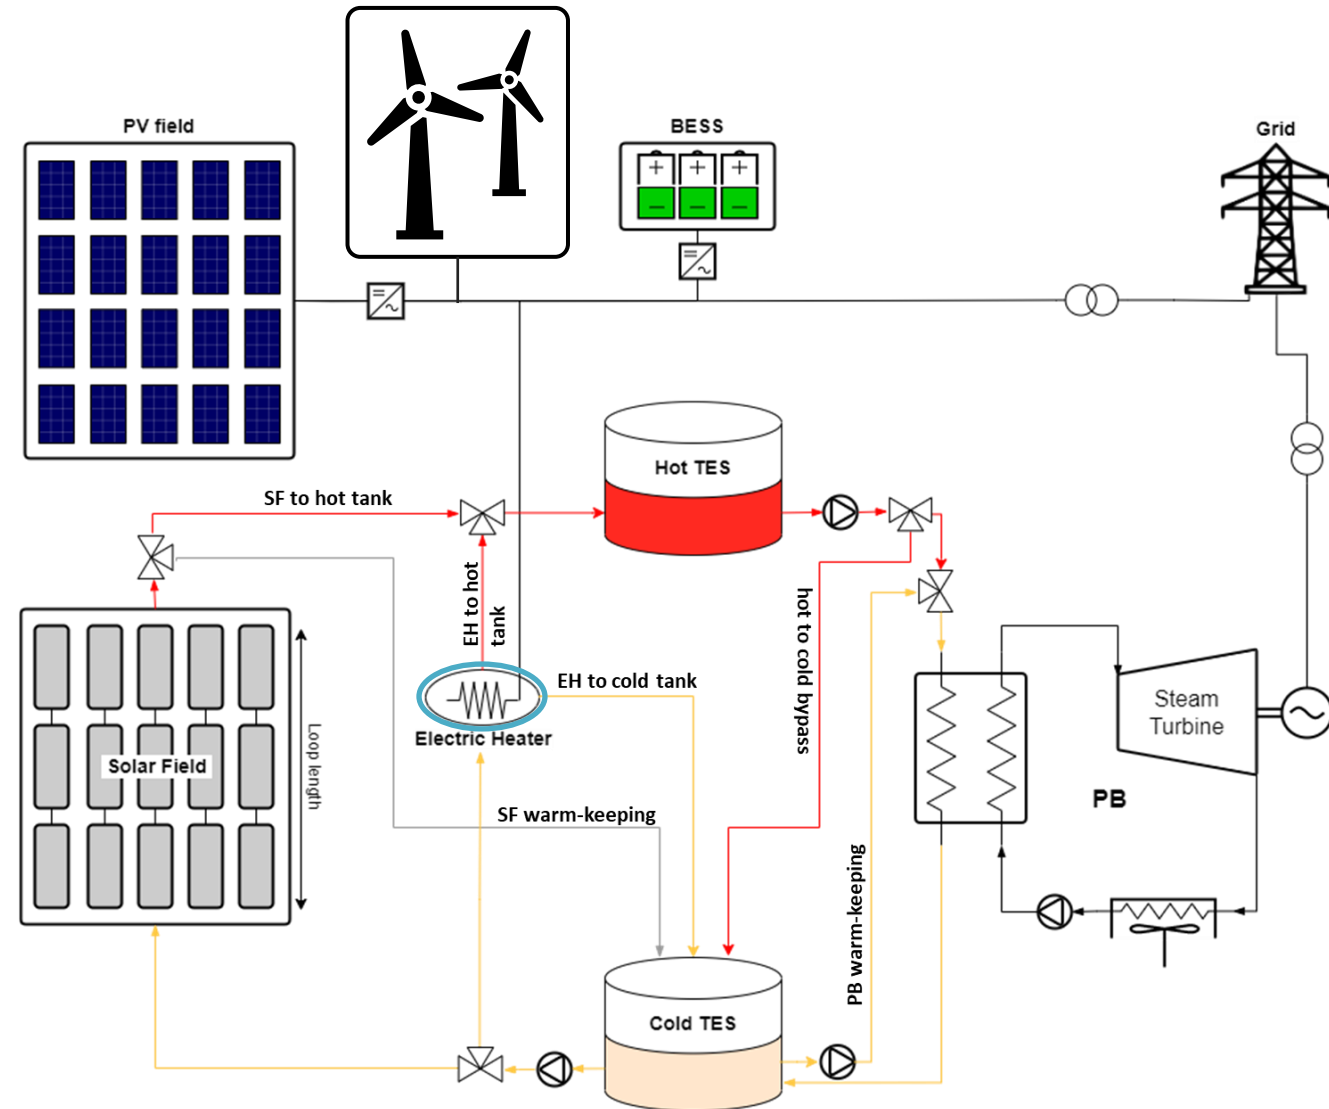 PV field
BESS
Grid
Hot TES
SF to hot tank
EH to hot
tank
hot to cold bypass
EH to cold tank
Electric Heater
Steam
Turbine
Solar Field
Loop length
PB
SF warm-keeping
PB warm-keeping
Cold TES